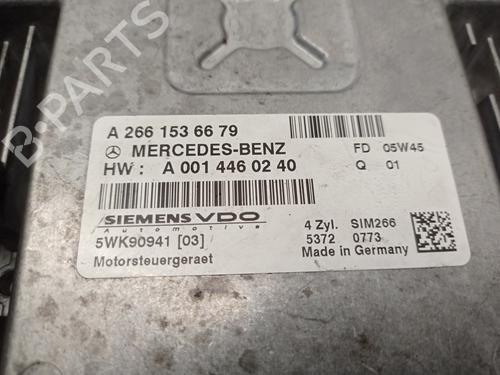 A 266 153 66 79
MERCEDES-BENZ FD 05W45
HW : A 001 446 02 40 Q 01
SIEMENS VDO
Automotive
4 Zyl. SIM266
5WK90941 [03] 5372 0773
Motorsteuergeraet Made in Germany
B-PARTS